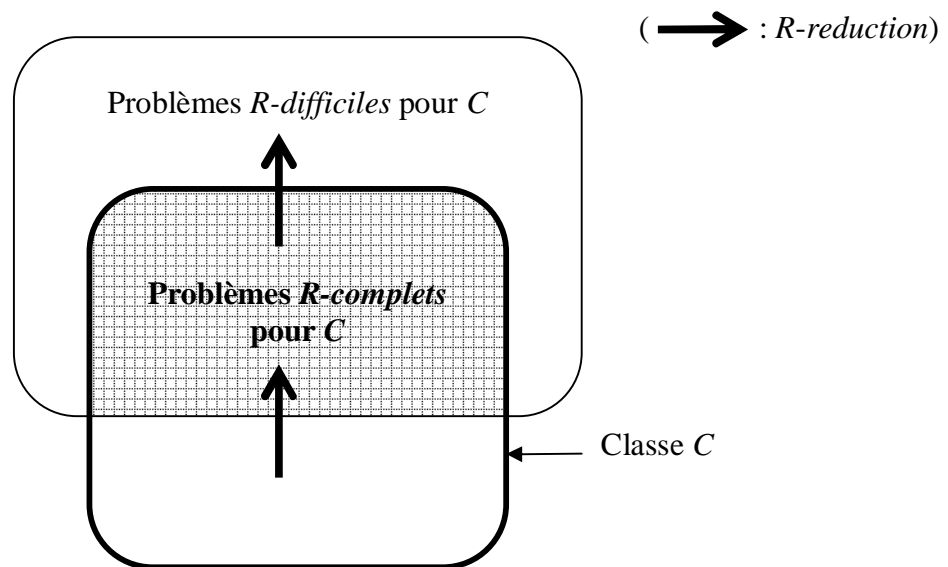 ( : R-reduction)
Problèmes R-difficiles pour C
Problèmes R-complets
pour C
Classe C